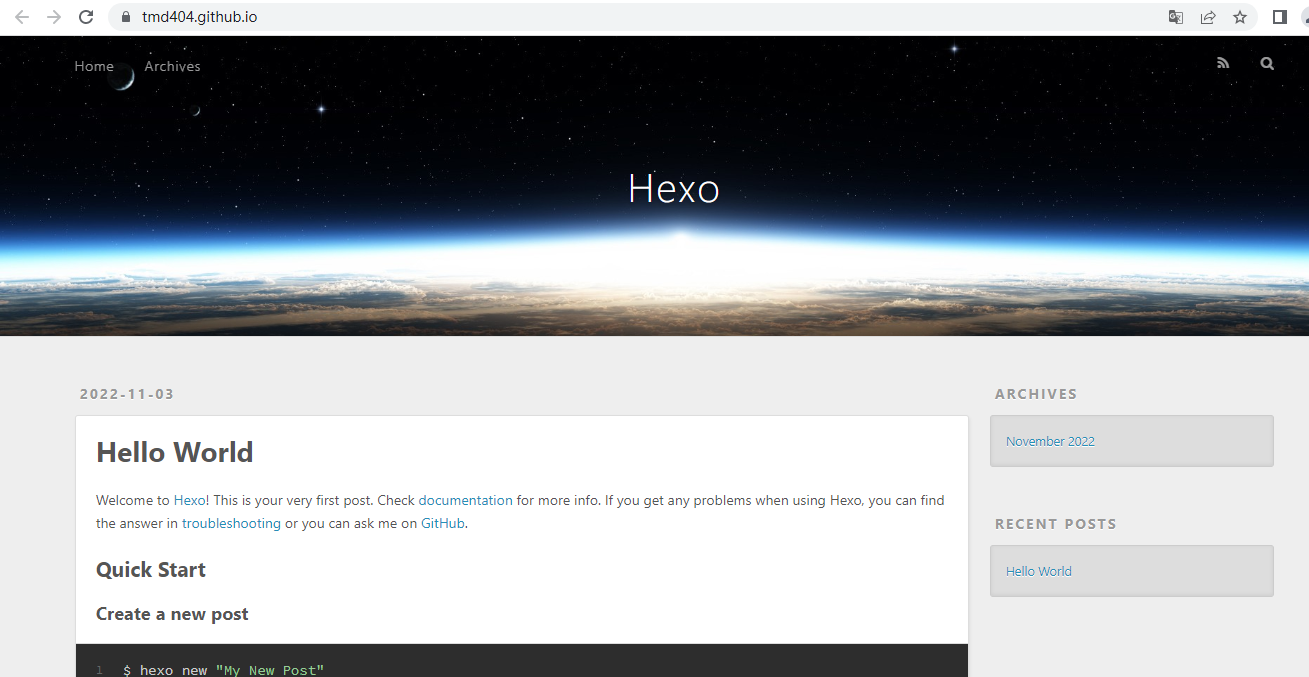 tmd404.github.io
Home Archives
Hexo
2022-11-03
Hello World
Welcome to Hexo! This is your very first post. Check documentation for more info. If you get any problems when using Hexo, you can find
the answer in troubleshooting or you can ask me on GitHub.
Quick Start
Create a new post
1 $ hexo new "My New Post"
ARCHIVES
November 2022
RECENT POSTS
Hello World